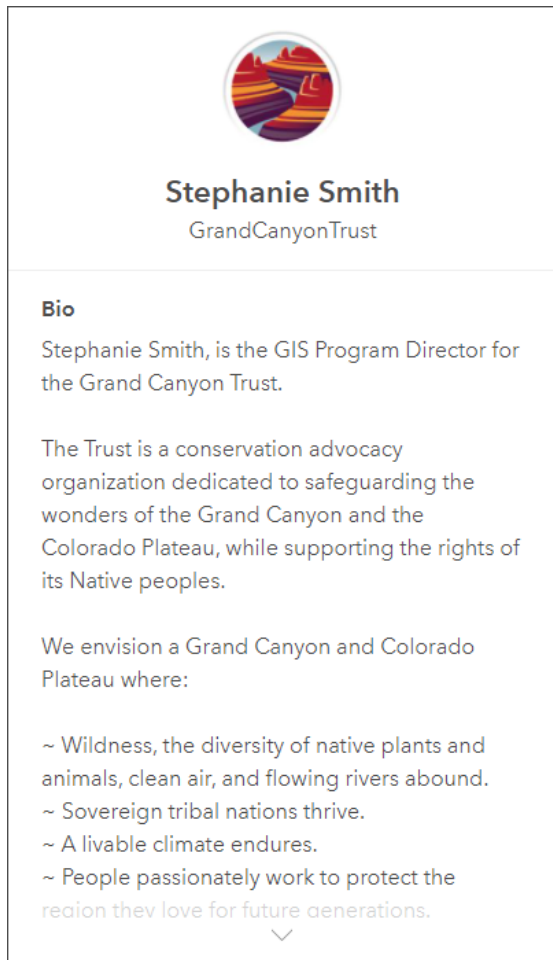 Stephanie Smith
GrandCanyonTrust
Bio
Stephanie Smith, is the GIS Program Director for
the Grand Canyon Trust.
The Trust is a conservation advocacy
organization dedicated to safeguarding the
wonders of the Grand Canyon and the
Colorado Plateau, while supporting the rights of
its Native peoples.
We envision a Grand Canyon and Colorado
Plateau where:
~ Wildness, the diversity of native plants and
animals, clean air, and flowing rivers abound.
~ Sovereign tribal nations thrive.
~ A livable climate endures.
~ People passionately work to protect the
region they love for future generations.